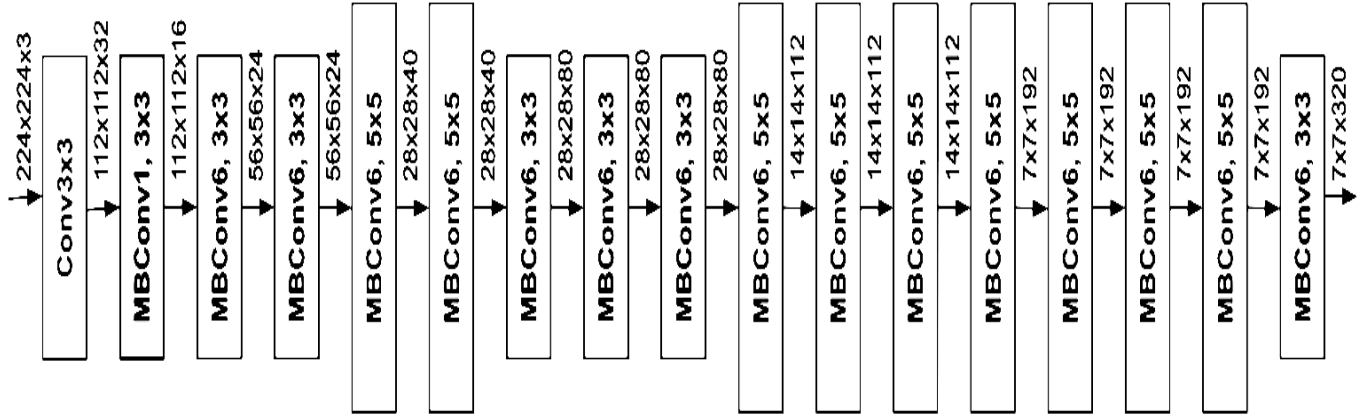 224x224x3
Conv3x3
112x112x32
MBConv1, 3x3
112x112x16
MBConv6, 3x3
56x56x24
MBConv6, 3x3
56x56x24
MBConv6, 5x5
28x28x40
MBConv6, 5x5
28x28x40
MBConv6, 3x3
28x28x80
MBConv6, 3x3
28x28x80
MBConv6, 3x3
28x28x80
MBConv6, 5x5
14x14x112
MBConv6, 5x5
14x14x112
MBConv6, 5x5
14x14x112
MBConv6, 5x5
7x7x192
MBConv6, 5x5
7x7x192
MBConv6, 5x5
7x7x192
MBConv6, 5x5
7x7x192
MBConv6, 3x3
7x7x320